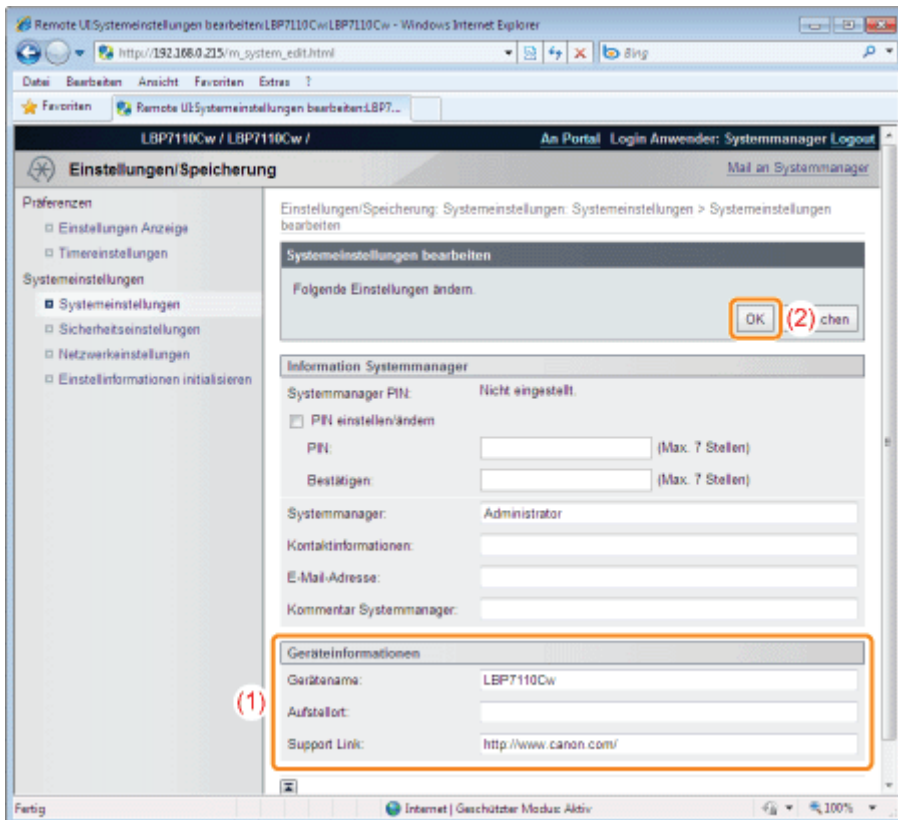 Remote UI:Systemeinstellungen bearbeiten:LBP7110Cw:LBP7110Cw - Windows Internet Explorer
http://192.168.0.215/m_system_edit.html
Bing
Datei Bearbeiten Ansicht Favoriten Extras ?
Favoriten
Remote UI:Systemeinstellungen bearbeiten:LBP7...
LBP7110Cw / LBP7110Cw /
An Portal Login Anwender: Systemmanager Logout
Einstellungen/Speicherung
Mail an Systemmanager
Präferenzen
Einstellungen Anzeige
Timereinstellungen
Systemeinstellungen
Systemeinstellungen
Sicherheitseinstellungen
Netzwerkeinstellungen
Einstellinformationen initialisieren
Einstellungen/Speicherung: Systemeinstellungen: Systemeinstellungen > Systemeinstellungen
bearbeiten
Systemeinstellungen bearbeiten
Folgende Einstellungen ändern.
OK (2) chen
Information Systemmanager
Systemmanager PIN: Nicht eingestellt.
PIN einstellen/ändern
PIN: (Max. 7 Stellen)
Bestätigen: (Max. 7 Stellen)
Systemmanager: Administrator
Kontaktinformationen:
E-Mail-Adresse:
Kommentar Systemmanager:
(1)
Geräteinformationen
Gerätename: LBP7110Cw
Aufstellort:
Support Link: http://www.canon.com/
Fertig
Internet | Geschützter Modus: Aktiv
100%